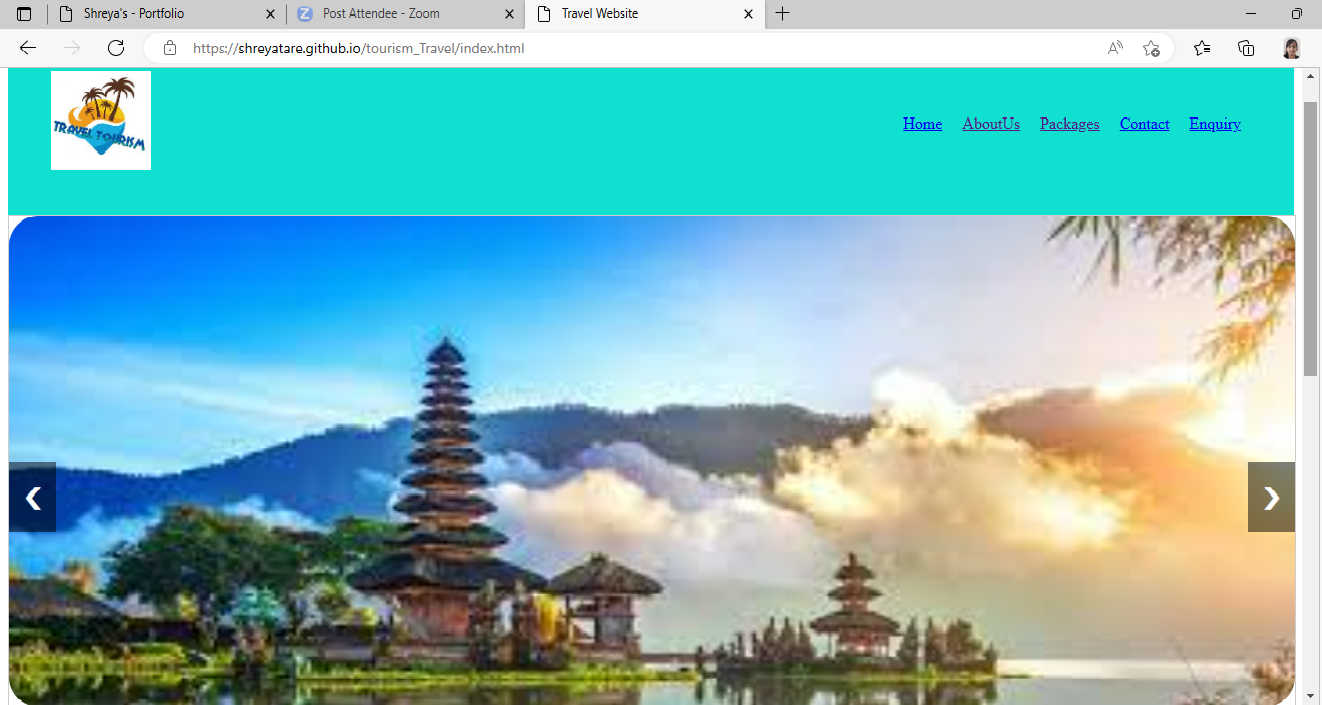 Shreya's - Portfolio
Post Attendee - Zoom
Travel Website
https://shreyatare.github.io/tourism_Travel/index.html
TRAVEL TOURISM
Home AboutUs Packages Contact Enquiry